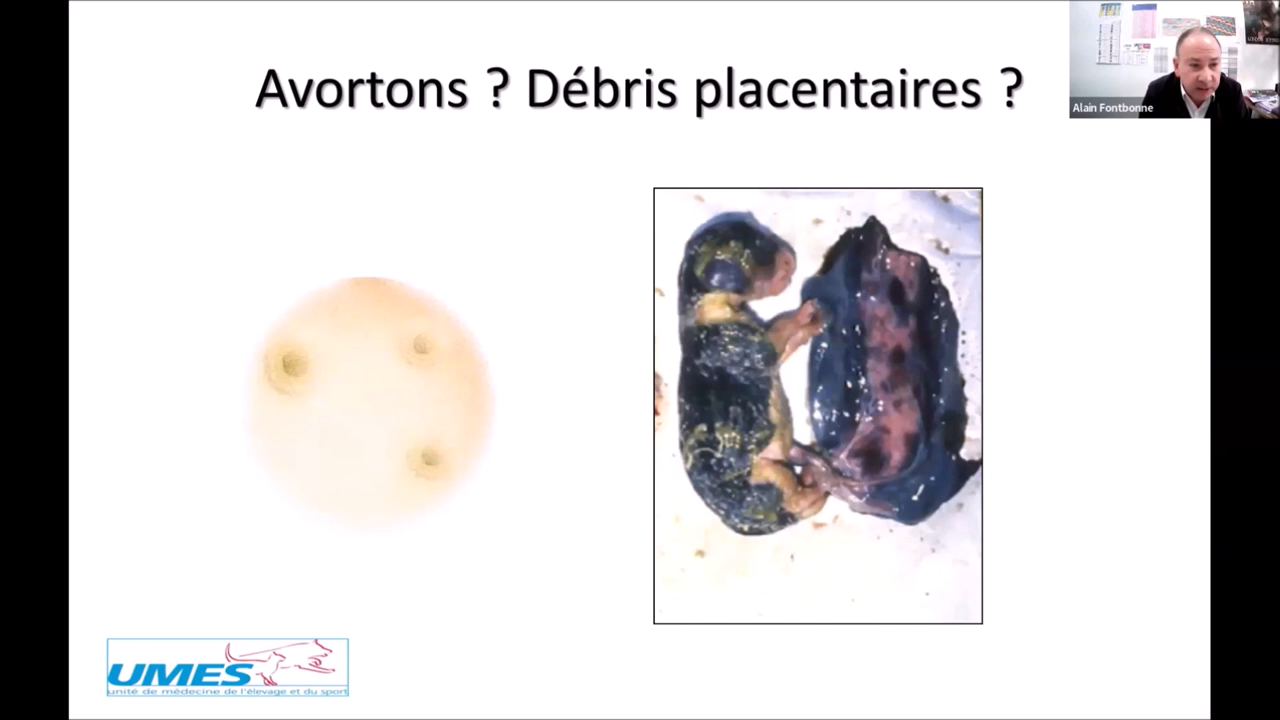 Avortons ? Débris placentaires ?
Alain Fontbonne
UMES
unité de médecine de l'élevage et du sport